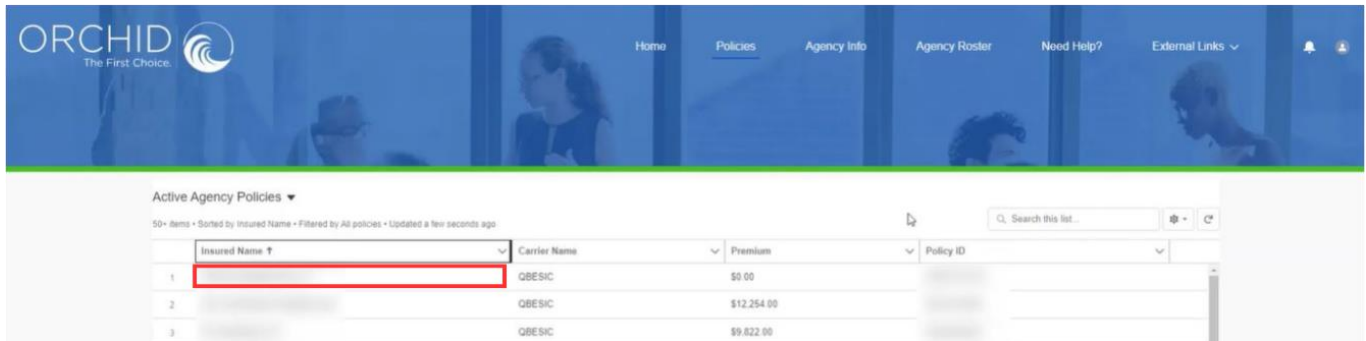 ORCHID
The First Choice.
Home Policies Agency Info Agency Roster Need Help? External Links
Active Agency Policies
50+ items • Sorted by Insured Name • Filtered by All policies • Updated a few seconds ago
Search this list...
Insured Name ↑ Carrier Name Premium Policy ID
1 QBESIC $0.00
2 QBESIC $12,254.00
3 QBESIC $9,822.00